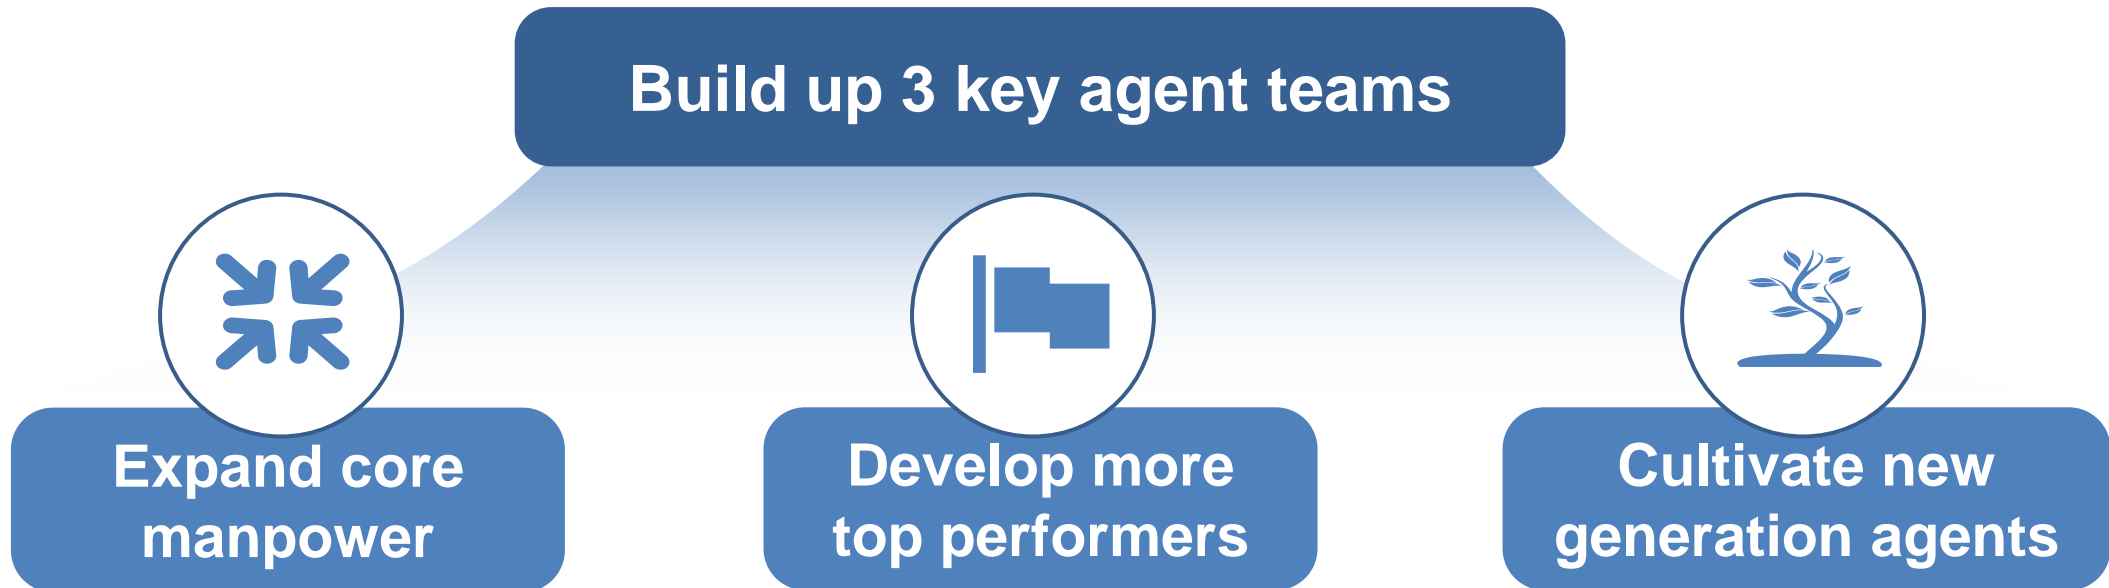 Build up 3 key agent teams
Expand core
manpower
Develop more
top performers
Cultivate new
generation agents